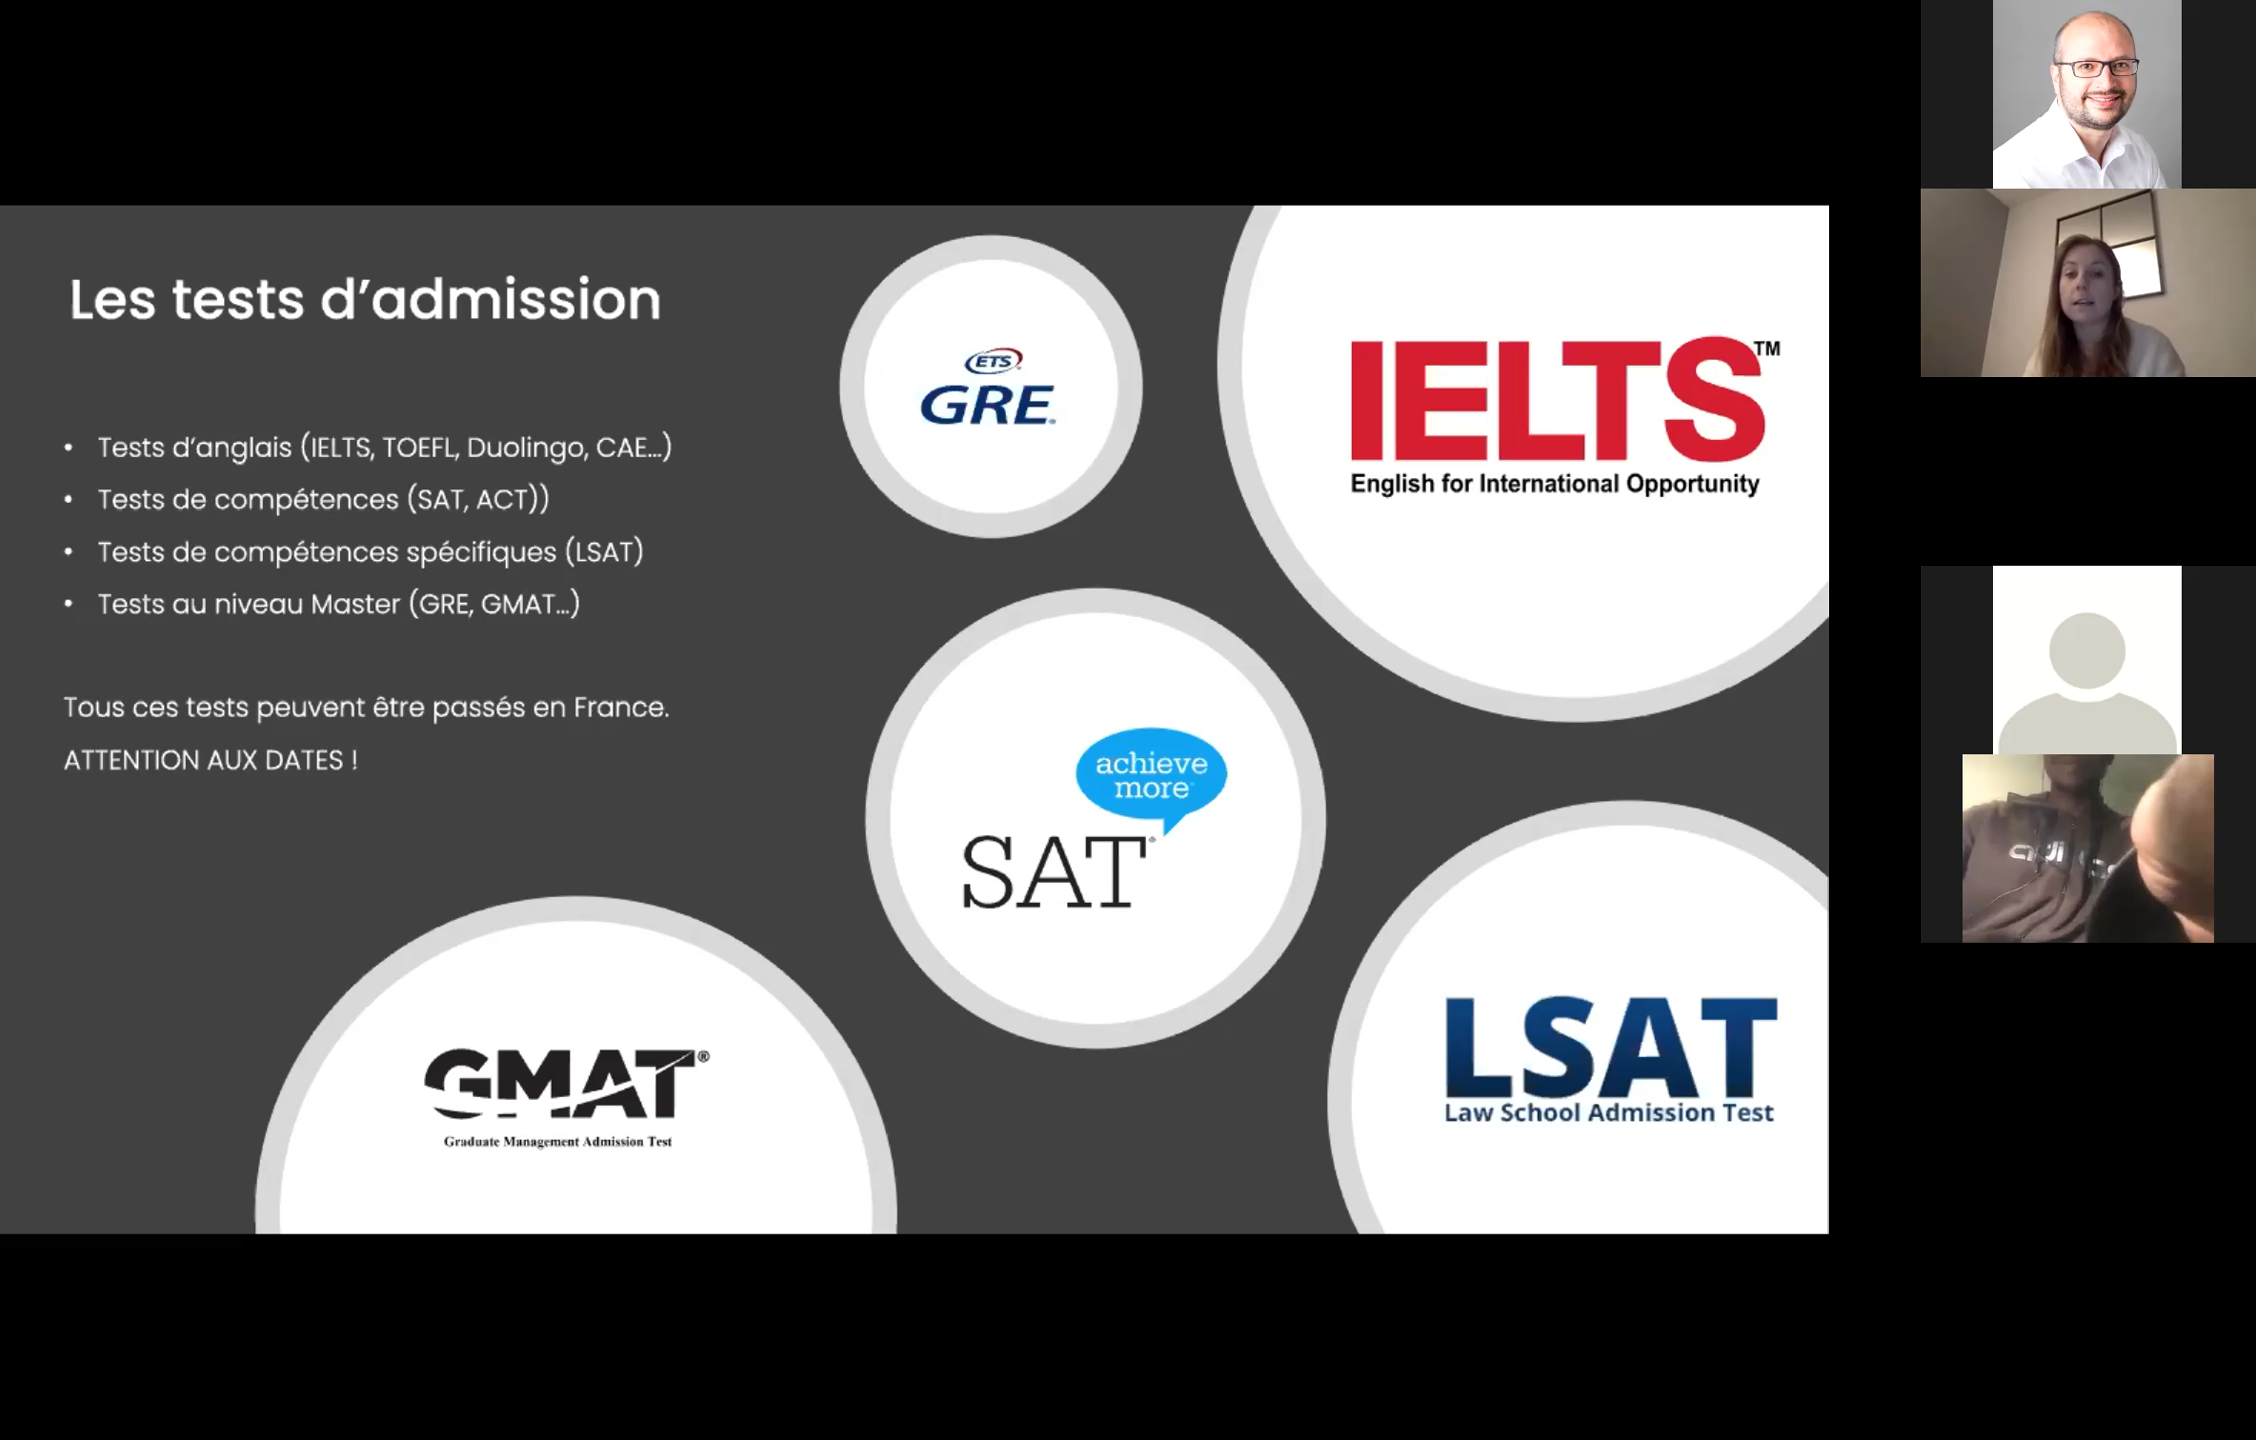 Les tests d'admission
• Tests d'anglais (IELTS, TOEFL, Duolingo, CAE...)
• Tests de compétences (SAT, ACT))
• Tests de compétences spécifiques (LSAT)
• Tests au niveau Master (GRE, GMAT...)
Tous ces tests peuvent être passés en France.
ATTENTION AUX DATES !
ETS
GRE®
IELTS™
English for International Opportunity
achieve
more
SAT®
GMAT®
Graduate Management Admission Test
LSAT
Law School Admission Test